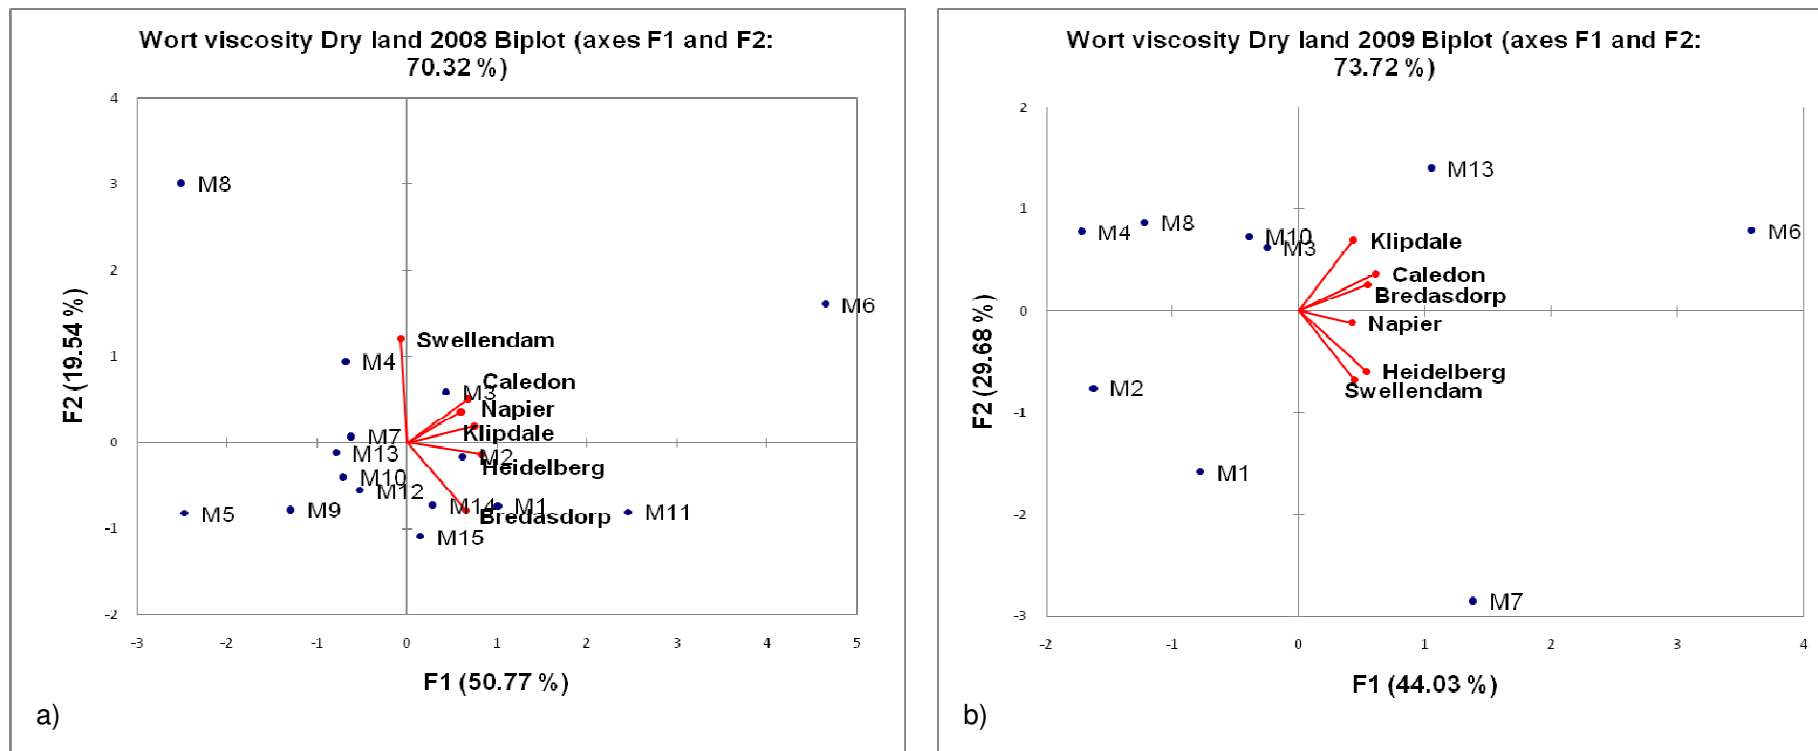 Wort viscosity Dry land 2008 Biplot (axes F1 and F2:
70.32 %)
4
3
2
1
0
-1
-2
F2 (19.54 %)
M8
M6
Swellendam
M4
Caledon
M3
Napier
Klipdale
M7
M2
M13
Heidelberg
M10
M12
M14
M1
M9
M5
Bredasdorp
M11
M15
-3
-2
-1
0
1
2
3
4
5
F1 (50.77 %)
a)
Wort viscosity Dry land 2009 Biplot (axes F1 and F2:
73.72 %)
2
1
0
-1
-2
-3
F2 (29.68 %)
M13
M8
M4
M10
M3
M6
Klipdale
Caledon
Bredasdorp
Napier
Heidelberg
Swellendam
M2
M1
M7
-2
-1
0
1
2
3
4
F1 (44.03 %)
b)